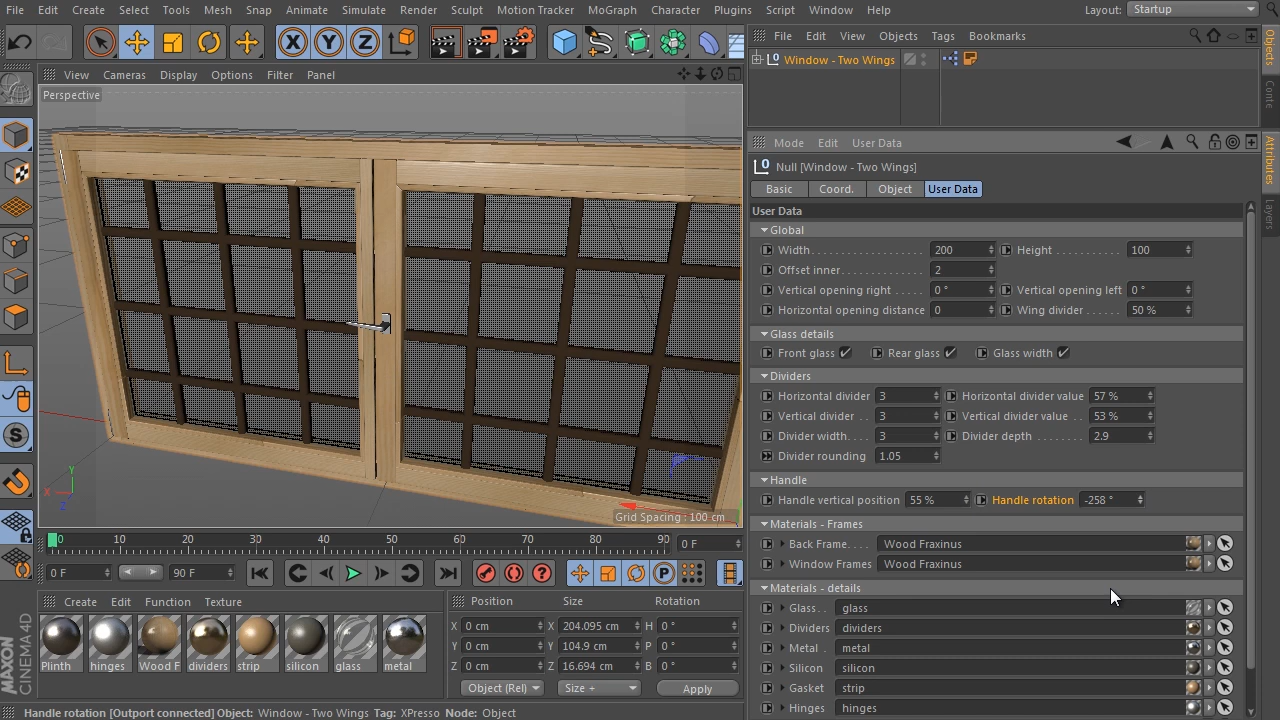 File Edit Create Select Tools Mesh Snap Animate Simulate Render Sculpt Motion Tracker MoGraph Character Plugins Script Window Help Layout: Startup
File Edit View Objects Tags Bookmarks
Window - Two Wings
Objects
Conte
View Cameras Display Options Filter Panel
Perspective
Grid Spacing : 100 cm
Y
X
Z
Mode Edit User Data
Attributes
Layers
Null [Window - Two Wings]
Basic Coord. Object User Data
User Data
Global
Width 200 Height 100
Offset inner 2
Vertical opening right 0 ° Vertical opening left 0 °
Horizontal opening distance 0 Wing divider 50 %
Glass details
Front glass Rear glass Glass width
Dividers
Horizontal divider 3 Horizontal divider value 57 %
Vertical divider 3 Vertical divider value 53 %
Divider width 3 Divider depth 2.9
Divider rounding 1.05
Handle
Handle vertical position 55 % Handle rotation -258 °
Materials - Frames
Back Frame Wood Fraxinus
Window Frames Wood Fraxinus
Materials - details
Glass glass
Dividers dividers
Metal metal
Silicon silicon
Gasket strip
Hinges hinges
0 10 20 30 40 50 60 70 80 90 0 F
0 F 90 F
Create Edit Function Texture
Plinth hinges Wood F dividers strip silicon glass metal
Position Size Rotation
X 0 cm X 204.095 cm H 0 °
Y 0 cm Y 104.9 cm P 0 °
Z 0 cm Z 16.694 cm B 0 °
Object (Rel) Size + Apply
MAXON CINEMA 4D
Handle rotation [Outport connected] Object: Window - Two Wings Tag: XPresso Node: Object